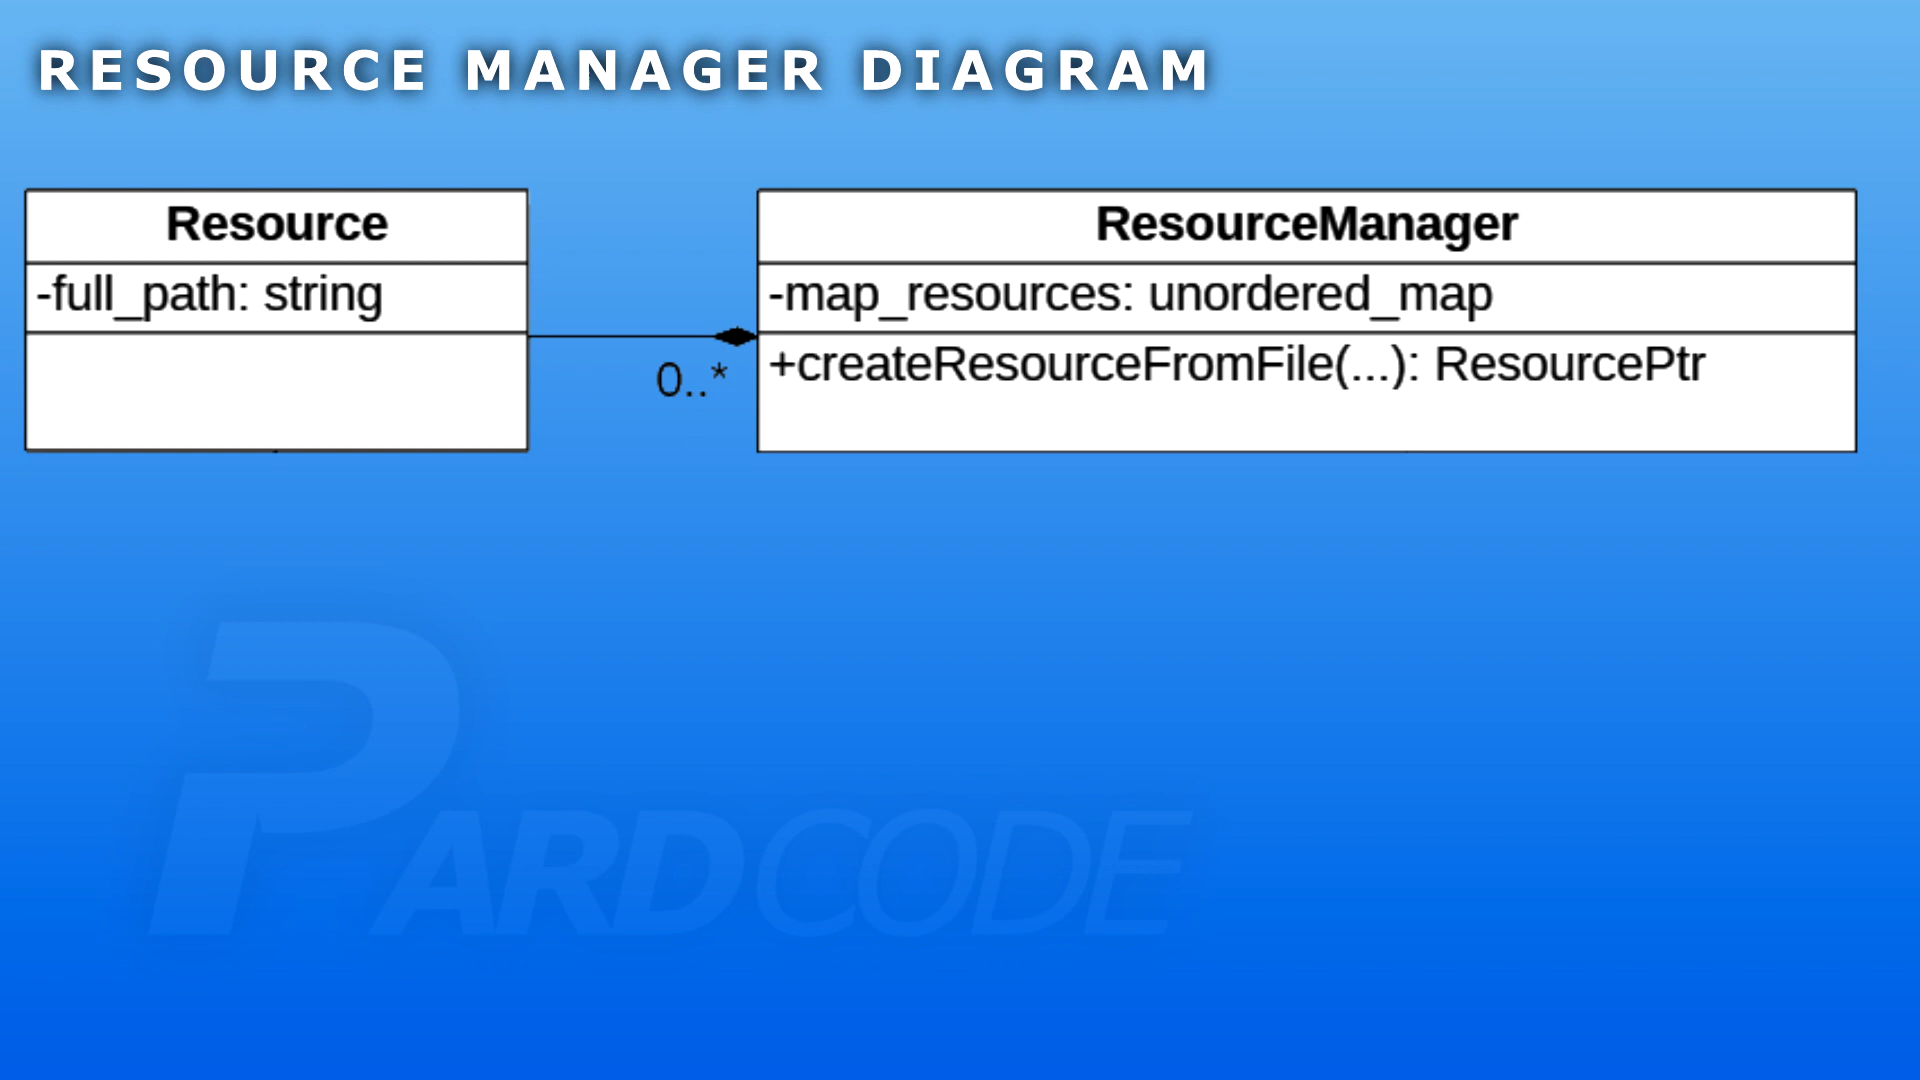 RESOURCE MANAGER DIAGRAM
Resource
-full_path: string
0..*
ResourceManager
-map_resources: unordered_map
+createResourceFromFile(...): ResourcePtr
PARDCODE